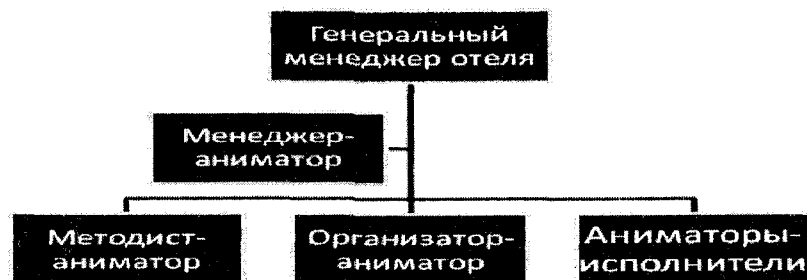 Генеральный
менеджер отеля
Менеджер-
аниматор
Методист-
аниматор
Организатор-
аниматор
Аниматоры-
исполнители